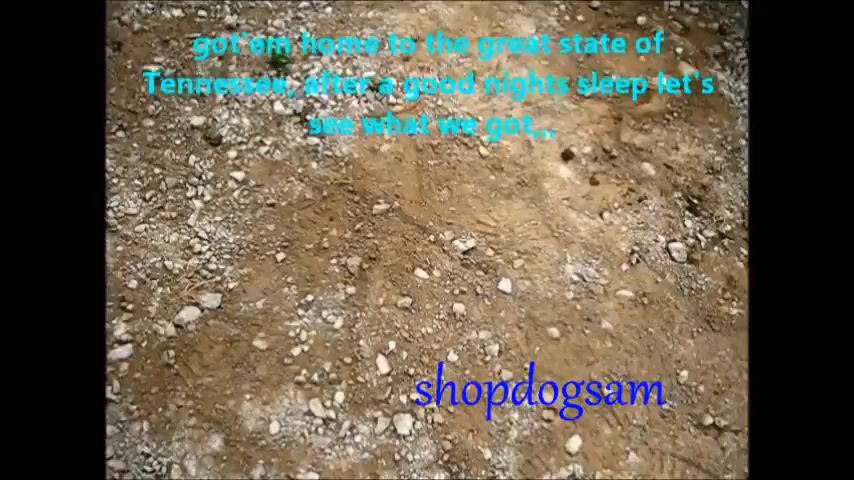 got'em home to the great state of
Tennessee, after a good nights sleep let's
see what we got,,,
shopdogsam